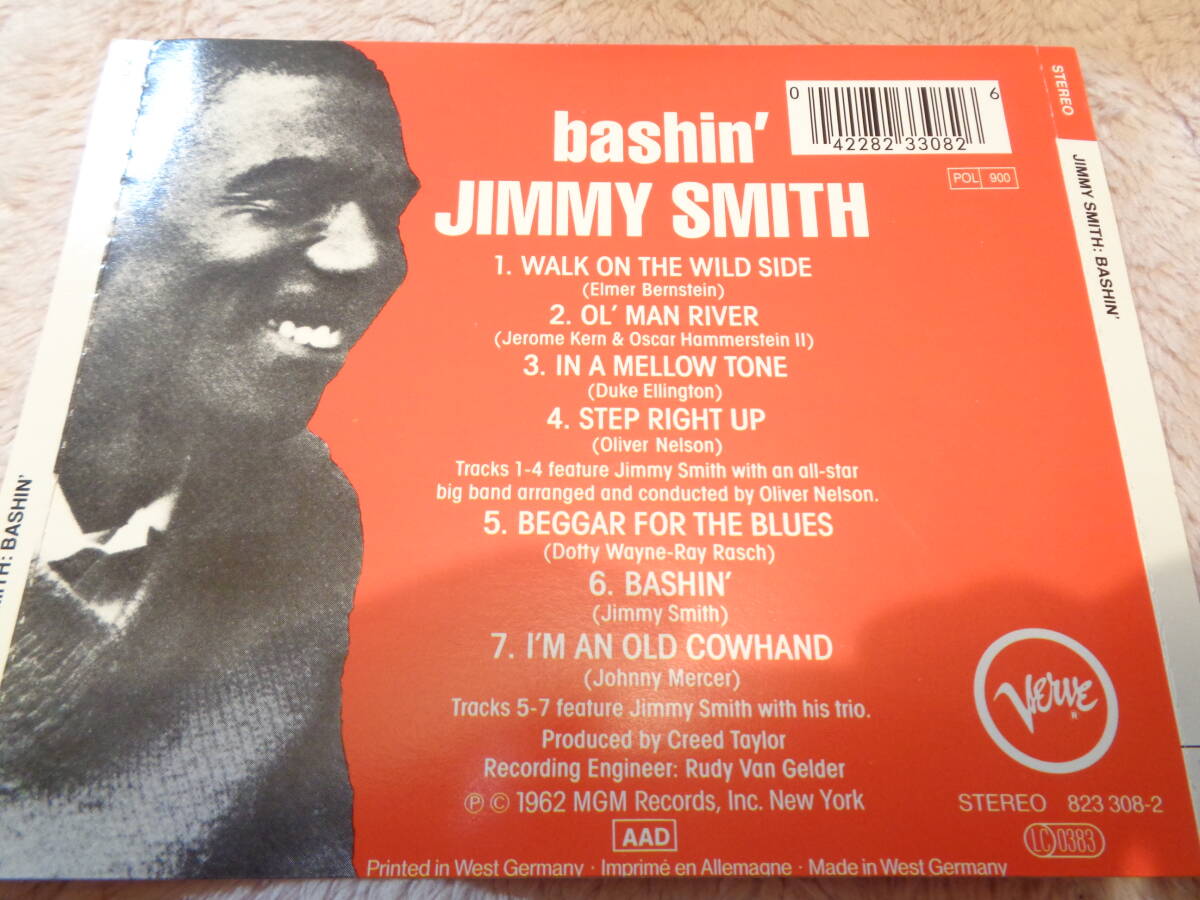 bashin'
0 42282 33082 6
POL 900
JIMMY SMITH
1. WALK ON THE WILD SIDE
(Elmer Bernstein)
2. OL' MAN RIVER
(Jerome Kern & Oscar Hammerstein II)
3. IN A MELLOW TONE
(Duke Ellington)
4. STEP RIGHT UP
(Oliver Nelson)
Tracks 1-4 feature Jimmy Smith with an all-star
big band arranged and conducted by Oliver Nelson.
5. BEGGAR FOR THE BLUES
(Dotty Wayne-Ray Rasch)
6. BASHIN'
(Jimmy Smith)
7. I'M AN OLD COWHAND
(Johnny Mercer)
Tracks 5-7 feature Jimmy Smith with his trio.
Produced by Creed Taylor
Recording Engineer: Rudy Van Gelder
℗ © 1962 MGM Records, Inc. New York
AAD
Printed in West Germany · Imprimé en Allemagne · Made in West Germany
Verve
R
STEREO 823 308-2
LC 0383
STEREO
JIMMY SMITH: BASHIN'
MITH: BASHIN'